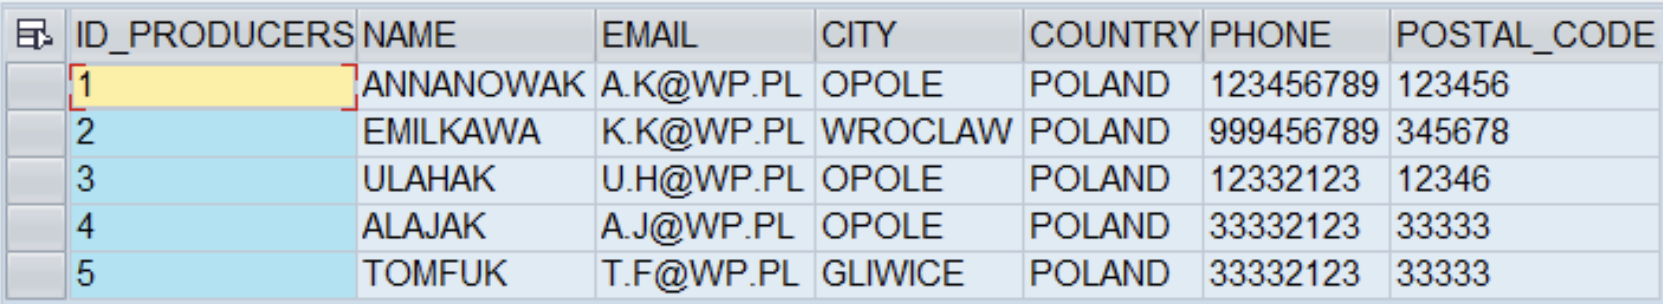 ID_PRODUCERS NAME EMAIL CITY COUNTRY PHONE POSTAL_CODE
1 ANNANOWAK A.K@WP.PL OPOLE POLAND 123456789 123456
2 EMILKAWA K.K@WP.PL WROCLAW POLAND 999456789 345678
3 ULAHAK U.H@WP.PL OPOLE POLAND 12332123 12346
4 ALAJAK A.J@WP.PL OPOLE POLAND 33332123 33333
5 TOMFUK T.F@WP.PL GLIWICE POLAND 33332123 33333